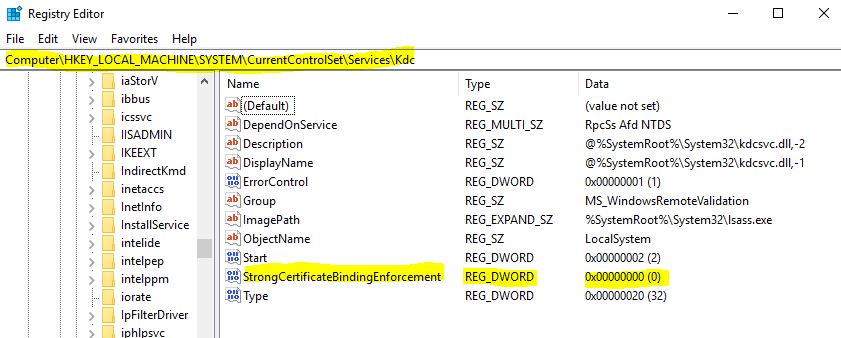 Registry Editor
File Edit View Favorites Help
Computer\HKEY_LOCAL_MACHINE\SYSTEM\CurrentControlSet\Services\Kdc
iaStorV
ibbus
icssvc
IISADMIN
IKEEXT
IndirectKmd
inetaccs
InetInfo
InstallService
intelide
intelpep
intelppm
iorate
IpFilterDriver
iphlpsvc
Name Type Data
(Default) REG_SZ (value not set)
DependOnService REG_MULTI_SZ RpcSs Afd NTDS
Description REG_SZ @%SystemRoot%\System32\kdcsvc.dll,-2
DisplayName REG_SZ @%SystemRoot%\System32\kdcsvc.dll,-1
ErrorControl REG_DWORD 0x00000001 (1)
Group REG_SZ MS_WindowsRemoteValidation
ImagePath REG_EXPAND_SZ %SystemRoot%\System32\lsass.exe
ObjectName REG_SZ LocalSystem
Start REG_DWORD 0x00000002 (2)
StrongCertificateBindingEnforcement REG_DWORD 0x00000000 (0)
Type REG_DWORD 0x00000020 (32)